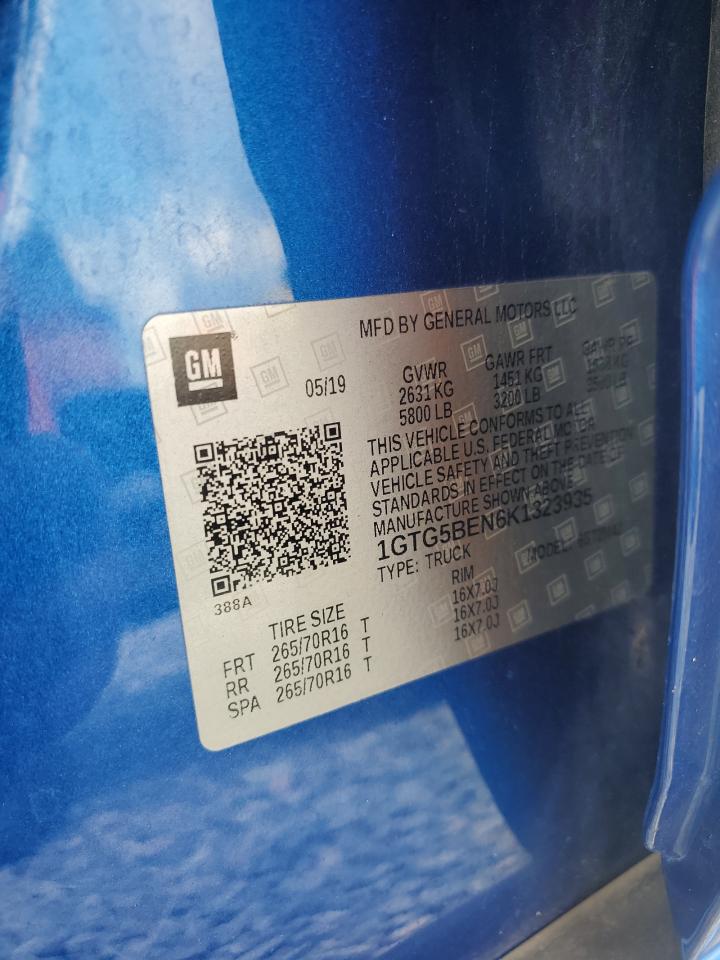 MFD BY GENERAL MOTORS LLC
GM
05/19
GVWR GAWR FRT GAWR RR
2631 KG 1451 KG
5800 LB 3200 LB
THIS VEHICLE CONFORMS TO ALL
APPLICABLE U.S. FEDERAL MOTOR
VEHICLE SAFETY AND THEFT PREVENTION
STANDARDS IN EFFECT ON THE DATE OF
MANUFACTURE SHOWN ABOVE.
1GTG5BEN6K1323935
TYPE: TRUCK MODEL:
388A
TIRE SIZE RIM
FRT 265/70R16 T 16X7.0J
RR 265/70R16 T 16X7.0J
SPA 265/70R16 T 16X7.0J